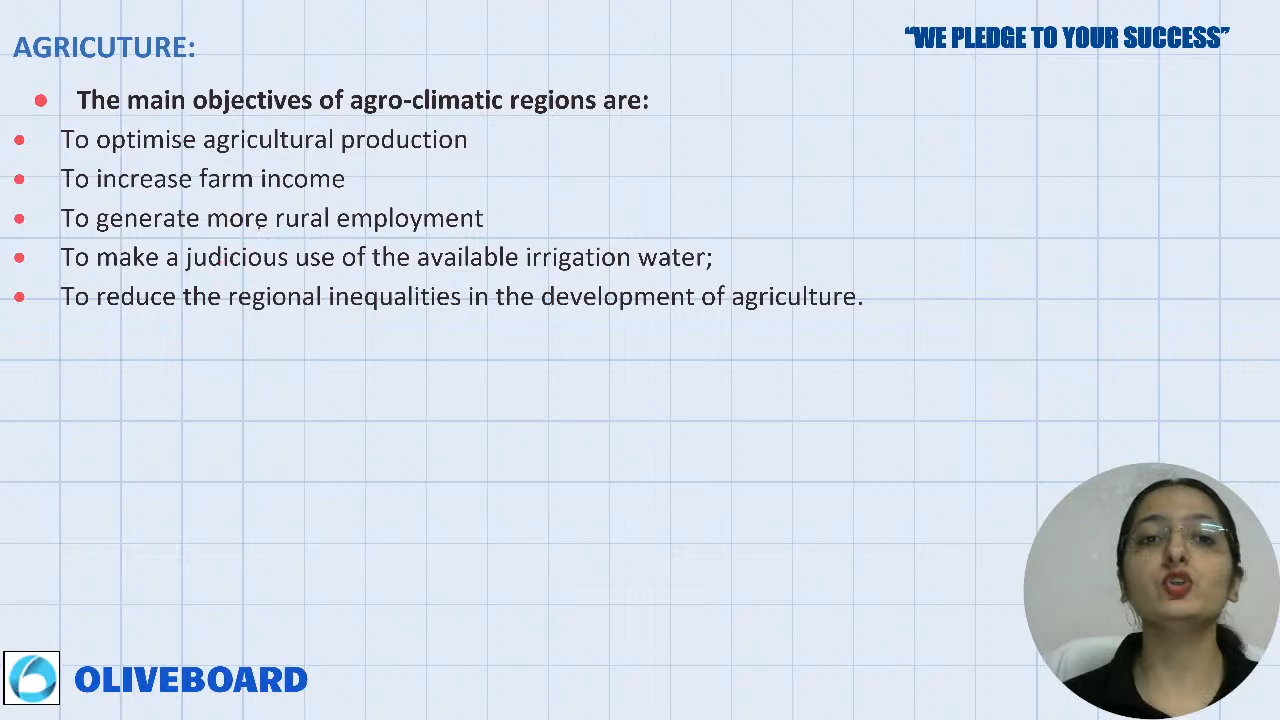 AGRICUTURE:
“WE PLEDGE TO YOUR SUCCESS”
The main objectives of agro-climatic regions are:
To optimise agricultural production
To increase farm income
To generate more rural employment
To make a judicious use of the available irrigation water;
To reduce the regional inequalities in the development of agriculture.
OLIVEBOARD